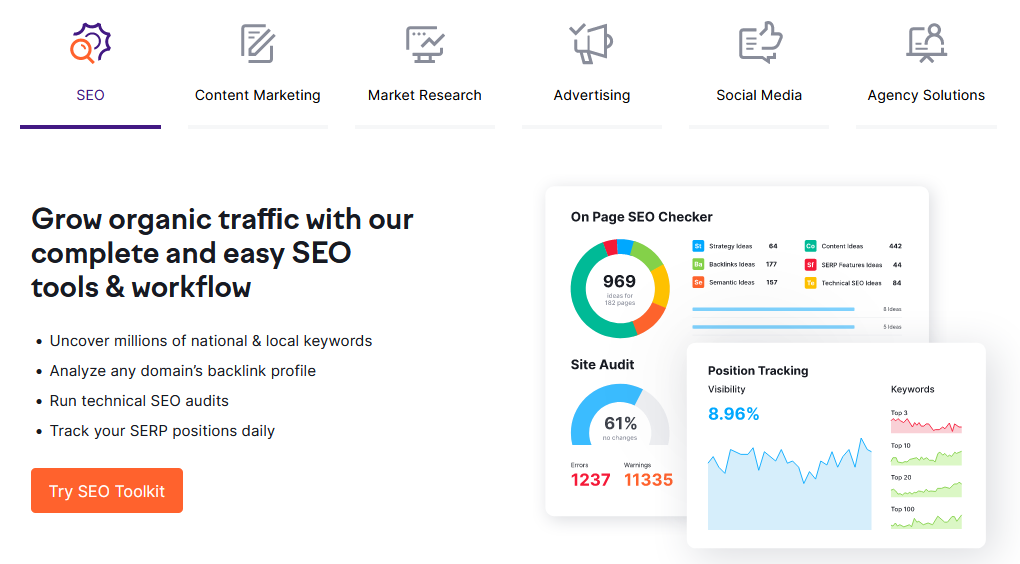 SEO
Content Marketing
Market Research
Advertising
Social Media
Agency Solutions
Grow organic traffic with our
complete and easy SEO
tools & workflow
• Uncover millions of national & local keywords
• Analyze any domain's backlink profile
• Run technical SEO audits
• Track your SERP positions daily
Try SEO Toolkit
On Page SEO Checker
969
Ideas for
182 pages
St Strategy Ideas 64
Ba Backlinks Ideas 177
Se Semantic Ideas 157
Co Content Ideas 442
Sf SERP Features Ideas 44
Te Technical SEO Ideas 84
8 Ideas
5 Ideas
Site Audit
61%
no changes
Errors
1237
Warnings
11335
Position Tracking
Visibility
8.96%
Keywords
Top 3
Top 10
Top 20
Top 100